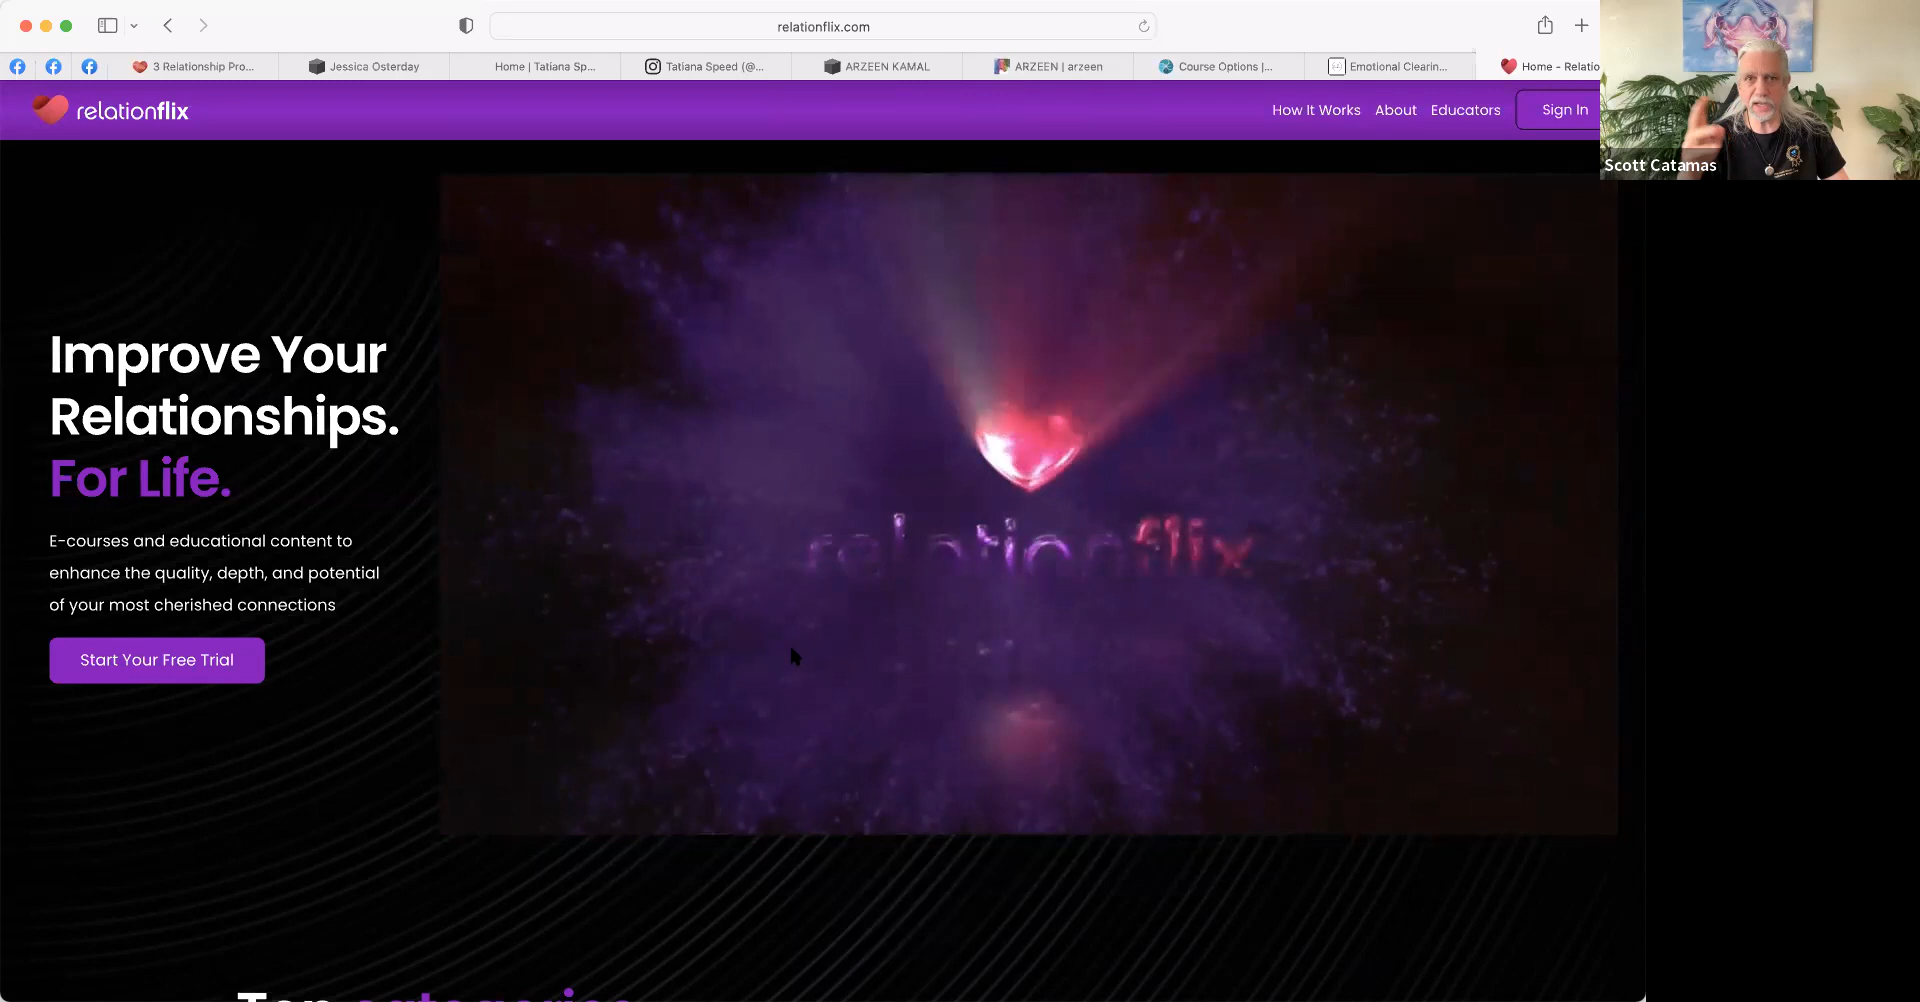 relationflix.com
3 Relationship Pro...
Jessica Osterday
Home | Tatiana Sp...
Tatiana Speed (@...
ARZEEN KAMAL
ARZEEN | arzeen
Course Options |...
Emotional Clearin...
Home - Relatio
relationflix
How It Works
About
Educators
Sign In
Scott Catamas
Improve Your
Relationships.
For Life.
E-courses and educational content to
enhance the quality, depth, and potential
of your most cherished connections
Start Your Free Trial
relationflix
Top categories